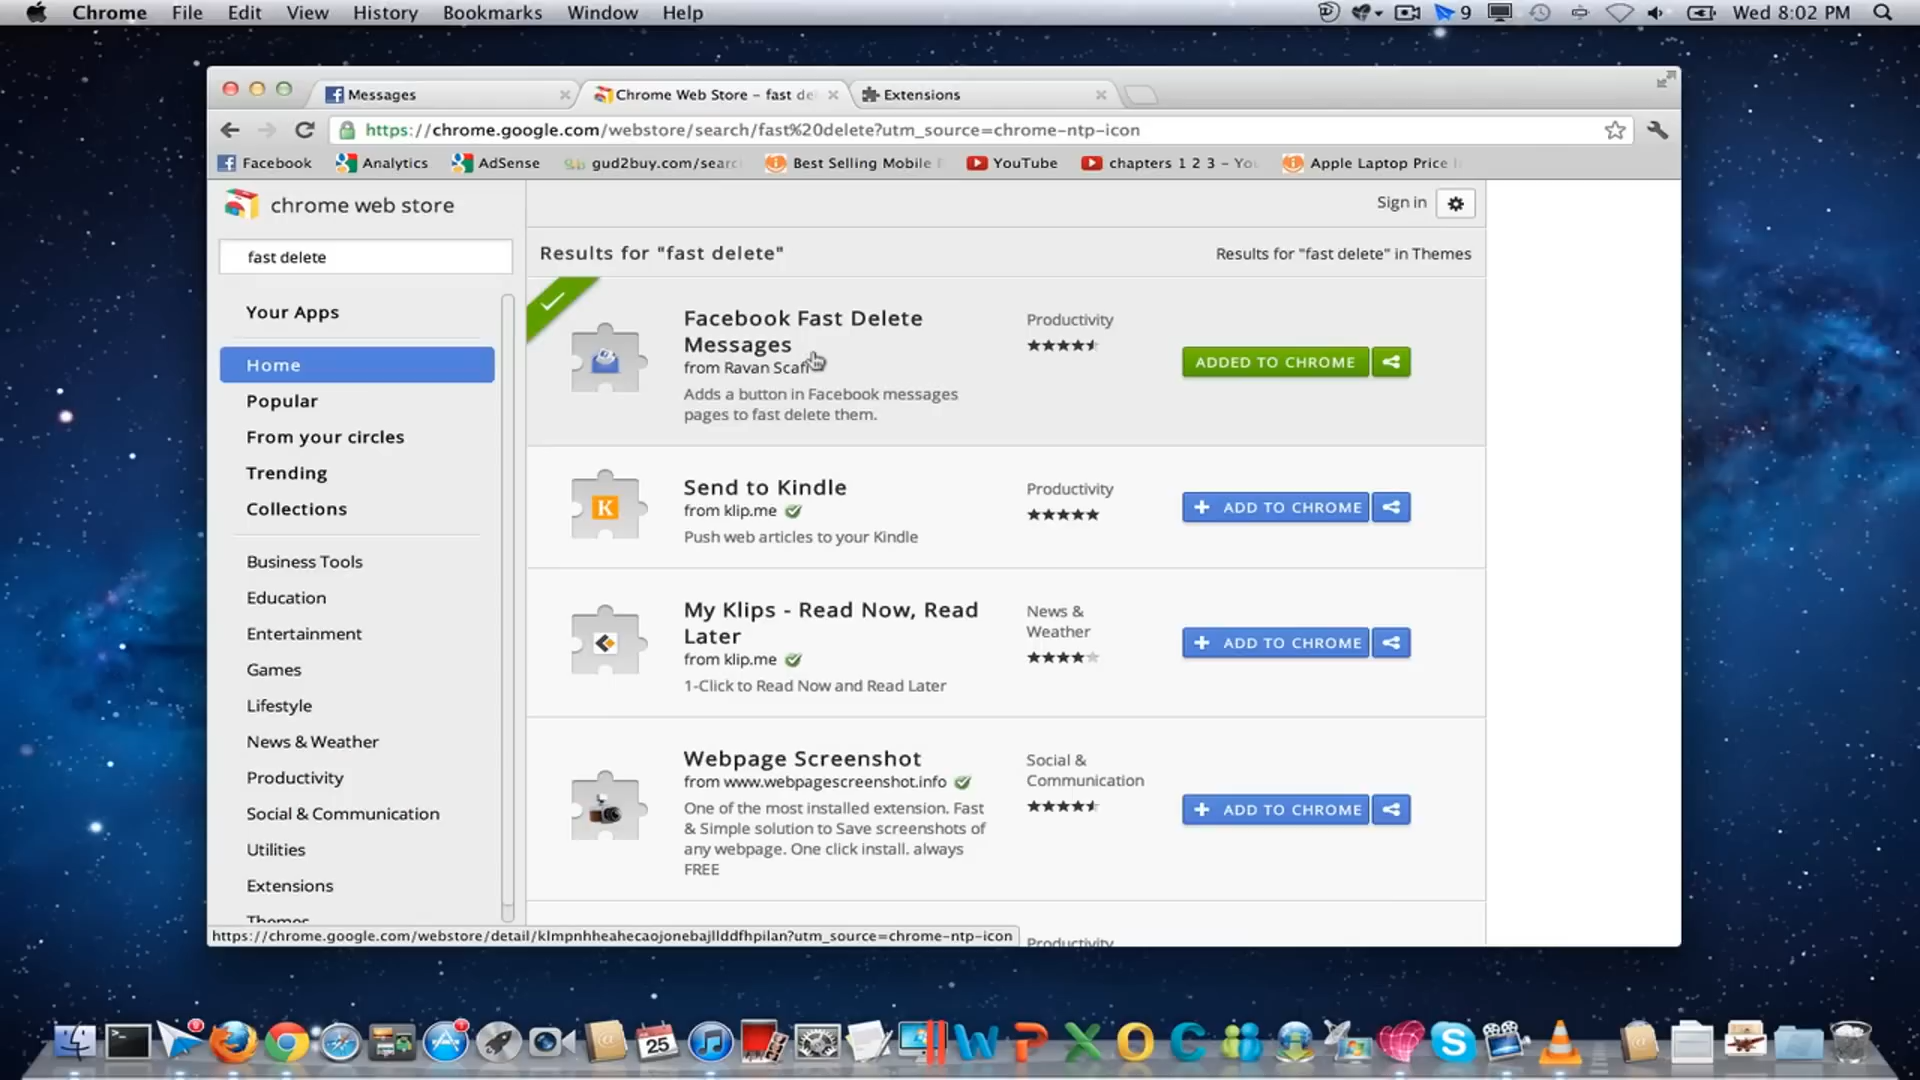 Chrome File Edit View History Bookmarks Window Help
9 Wed 8:02 PM
Messages
Chrome Web Store – fast de
Extensions
https://chrome.google.com/webstore/search/fast%20delete?utm_source=chrome-ntp-icon
Facebook Analytics AdSense gud2buy.com/searc Best Selling Mobile YouTube chapters 1 2 3 – Yo Apple Laptop Price
chrome web store
Sign in
fast delete
Results for "fast delete"
Results for "fast delete" in Themes
Your Apps
Home
Popular
From your circles
Trending
Collections
Business Tools
Education
Entertainment
Games
Lifestyle
News & Weather
Productivity
Social & Communication
Utilities
Extensions
Themes
Facebook Fast Delete
Messages
from Ravan Scaf
Adds a button in Facebook messages
pages to fast delete them.
Productivity
ADDED TO CHROME
Send to Kindle
from klip.me
Push web articles to your Kindle
Productivity
ADD TO CHROME
My Klips - Read Now, Read
Later
from klip.me
1-Click to Read Now and Read Later
News &
Weather
ADD TO CHROME
Webpage Screenshot
from www.webpagescreenshot.info
One of the most installed extension. Fast
& Simple solution to Save screenshots of
any webpage. One click install. always
FREE
Social &
Communication
ADD TO CHROME
Productivity
https://chrome.google.com/webstore/detail/klmpnhheahecaojonebajllddfhpilan?utm_source=chrome-ntp-icon
25